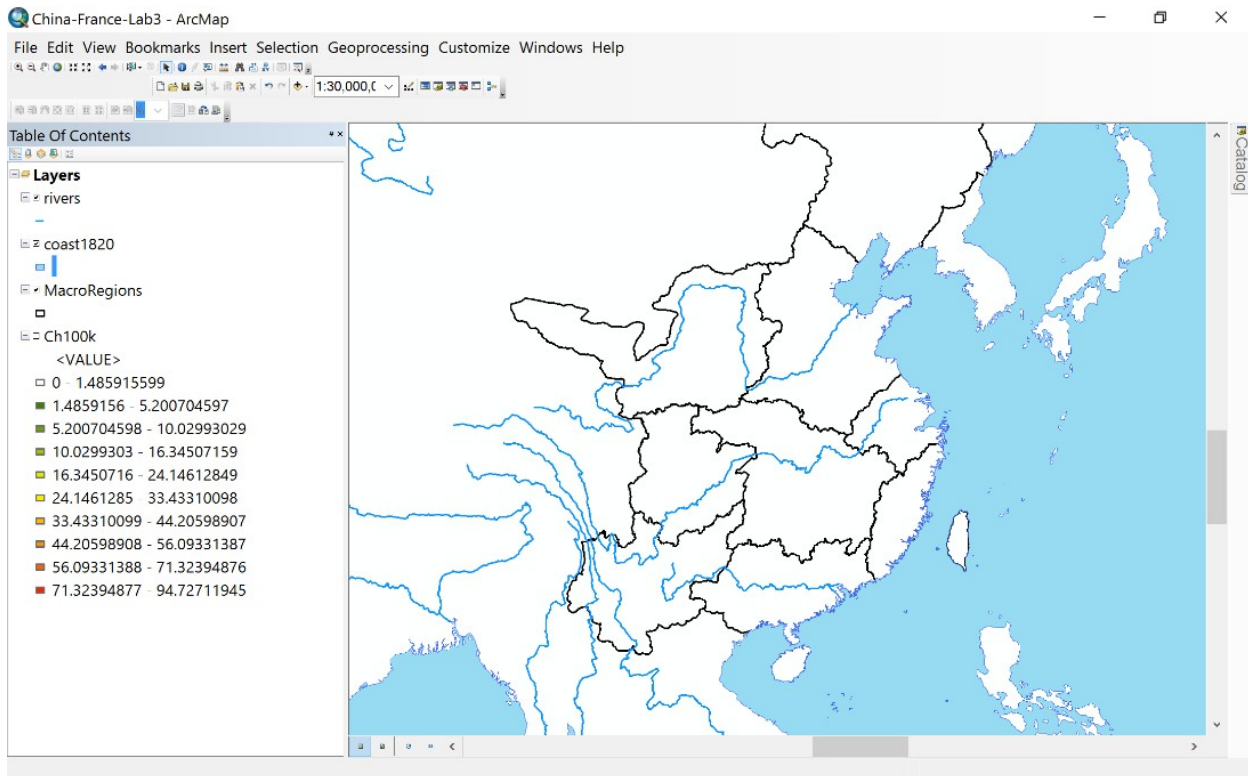 China-France-Lab3 - ArcMap
File Edit View Bookmarks Insert Selection Geoprocessing Customize Windows Help
1:30,000,0
Table Of Contents
Layers
rivers
coast1820
MacroRegions
Ch100k
<VALUE>
0 - 1.485915599
1.4859156 - 5.200704597
5.200704598 - 10.02993029
10.0299303 - 16.34507159
16.3450716 - 24.14612849
24.1461285 33.43310098
33.43310099 - 44.20598907
44.20598908 - 56.09331387
56.09331388 - 71.32394876
71.32394877 - 94.72711945
Catalog